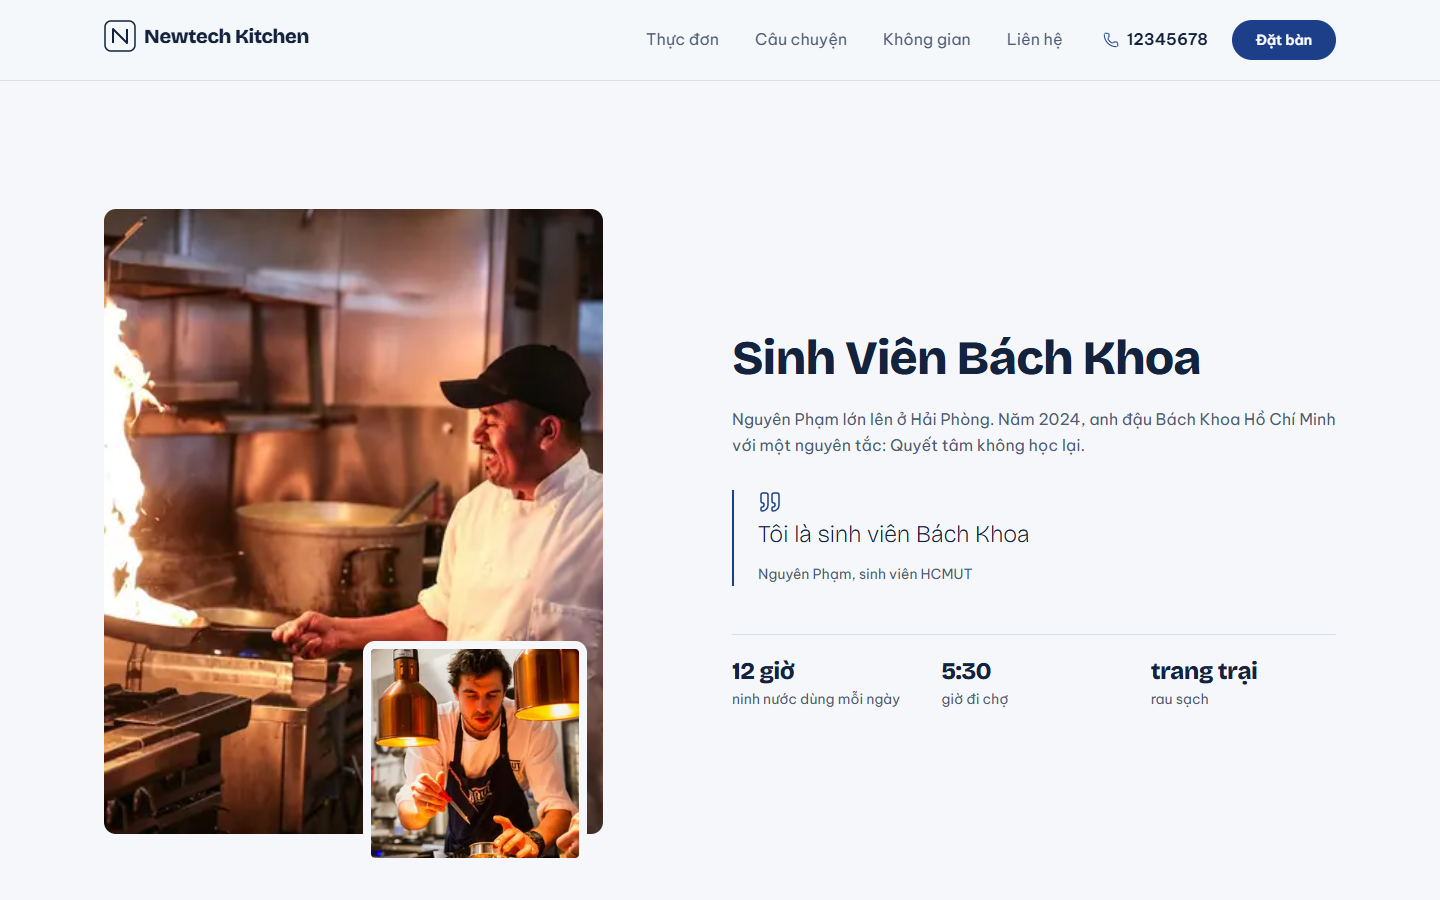 Newtech Kitchen
Thực đơn
Câu chuyện
Không gian
Liên hệ
12345678
Đặt bàn
Sinh Viên Bách Khoa
Nguyên Phạm lớn lên ở Hải Phòng. Năm 2024, anh đậu Bách Khoa Hồ Chí Minh
với một nguyên tắc: Quyết tâm không học lại.
Tôi là sinh viên Bách Khoa
Nguyên Phạm, sinh viên HCMUT
12 giờ
ninh nước dùng mỗi ngày
5:30
giờ đi chợ
trang trại
rau sạch